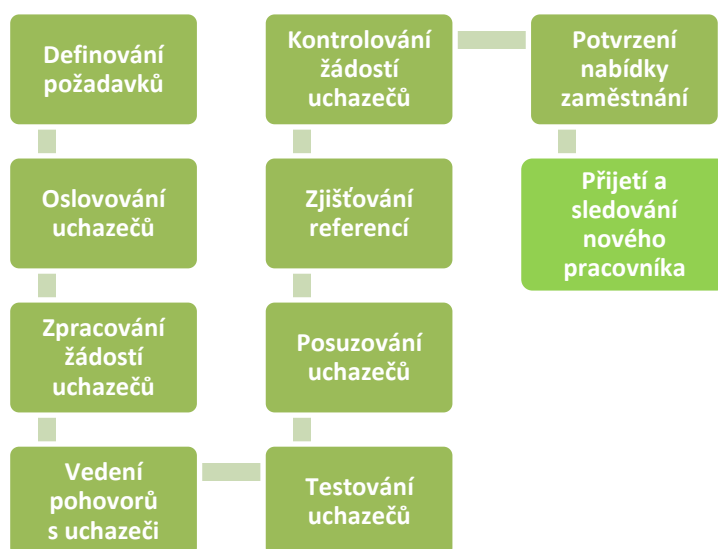 Definování
požadavků
Oslovování
uchazečů
Zpracování
žádostí
uchazečů
Vedení
pohovorů
s uchazeči
Testování
uchazečů
Posuzování
uchazečů
Zjišťování
referencí
Kontrolování
žádostí
uchazečů
Potvrzení
nabídky
zaměstnání
Přijetí a
sledování
nového
pracovníka